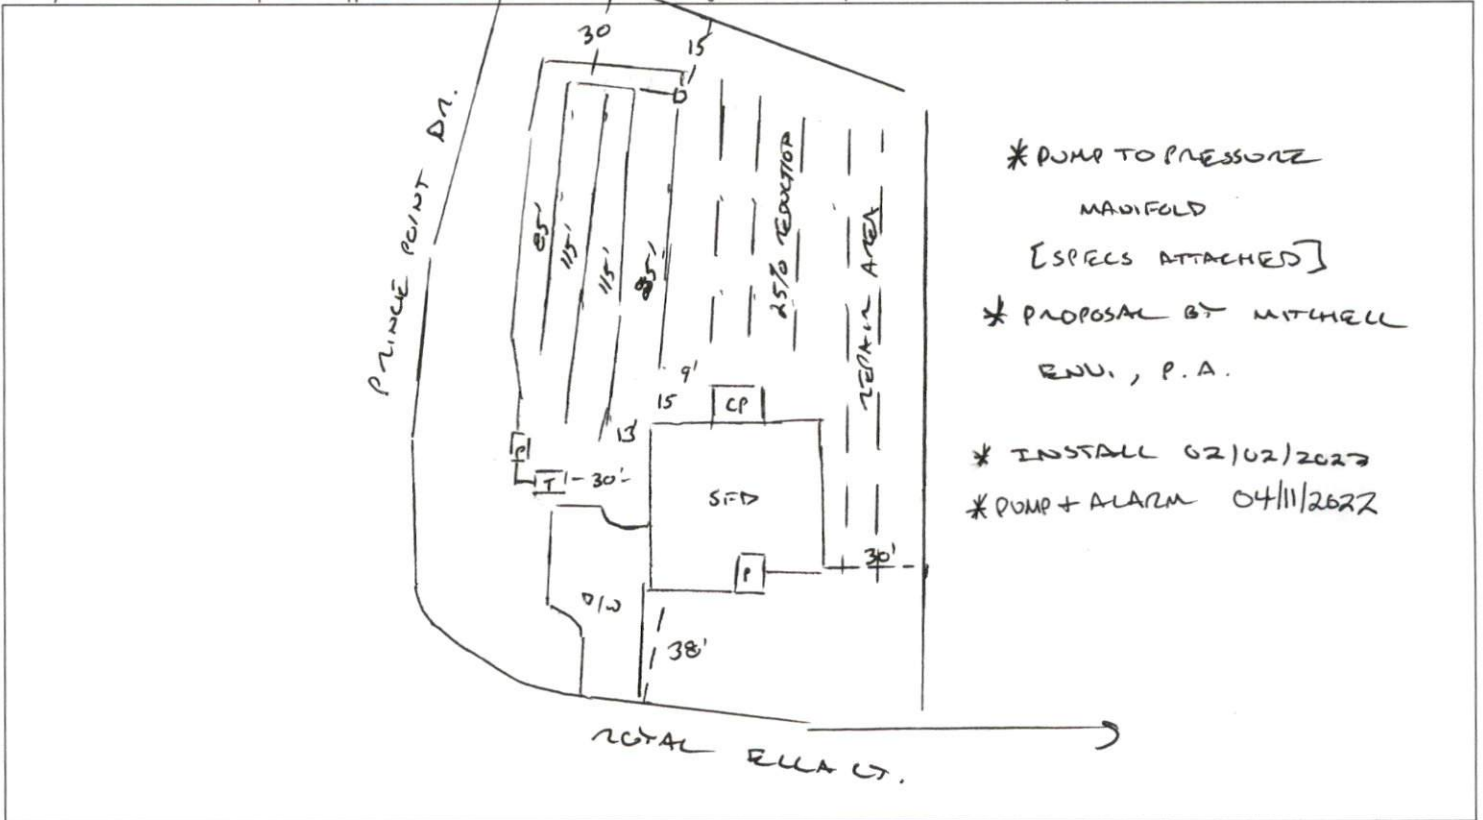 30
15'
PRINCE POINT DR.
85'
115'
115'
85'
25% REDUCTION
REPAIR AREA
* PUMP TO PRESSURE
MANIFOLD
[SPECS ATTACHED]
* PROPOSAL BY MITCHELL
ENV., P.A.
* INSTALL 02/02/2022
* PUMP + ALARM 04/11/2022
9'
15
CP
13'
P
T - 30'
SFD
P
30'
D/W
38'
ROYAL ELLA CT.